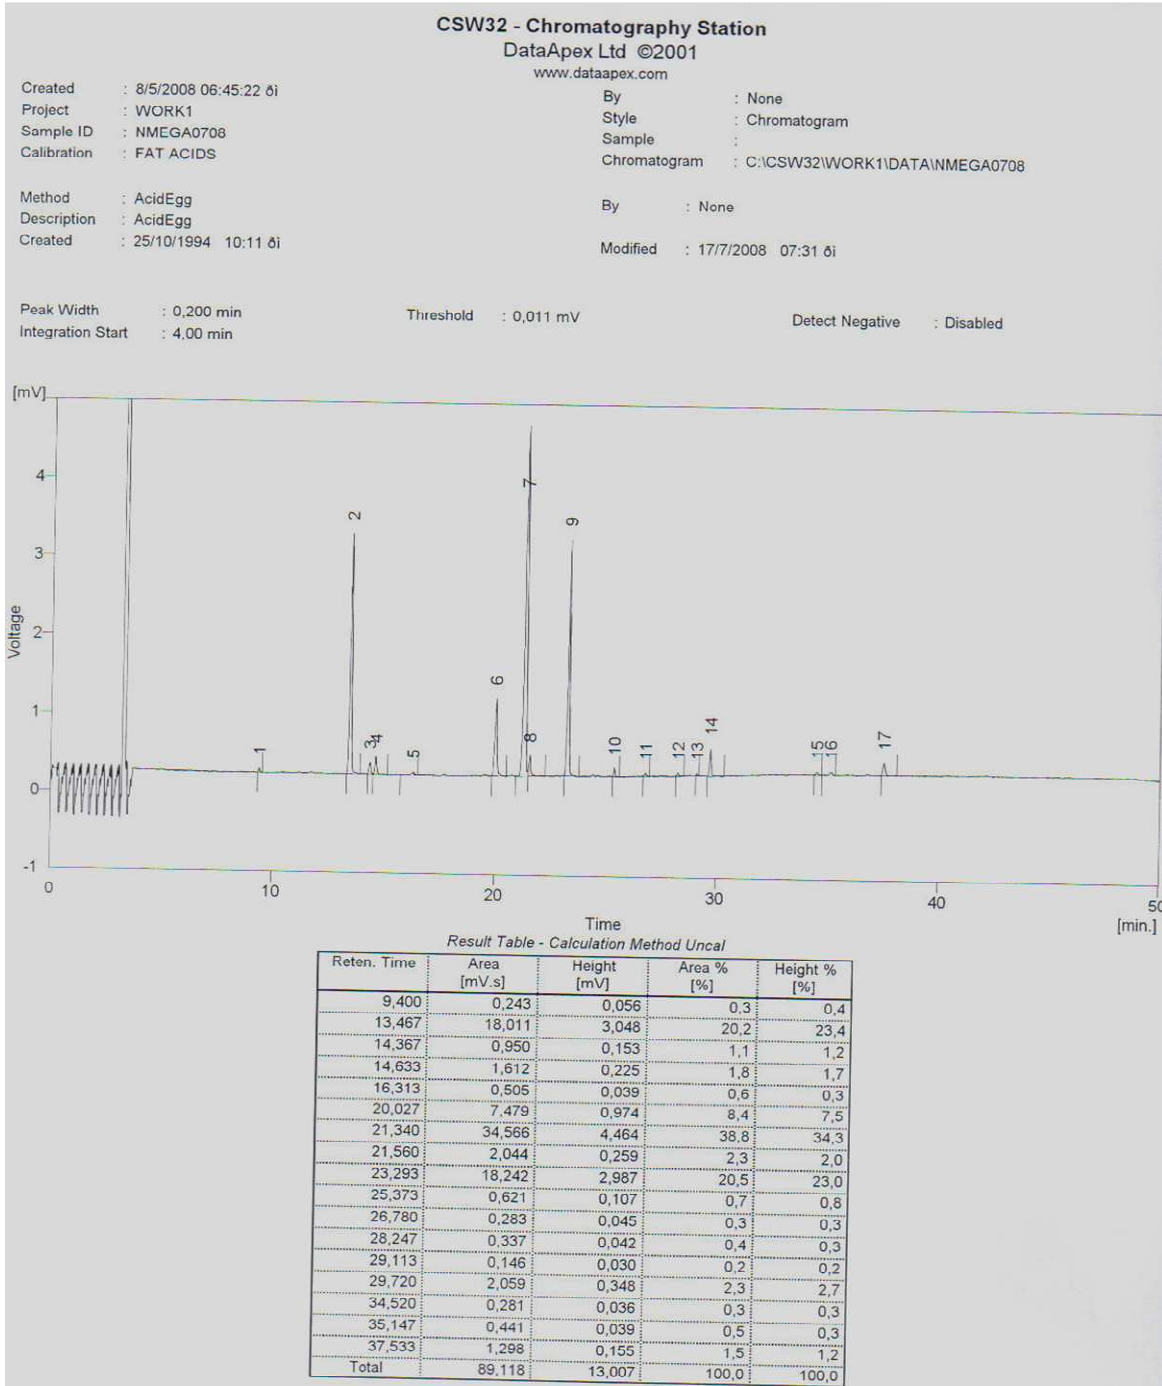 CSW32 - Chromatography Station
DataApex Ltd ©2001
www.dataapex.com
Created : 8/5/2008 06:45:22 ðì
Project : WORK1
Sample ID : NMEGA0708
Calibration : FAT ACIDS
By : None
Style : Chromatogram
Sample :
Chromatogram : C:\CSW32\WORK1\DATA\NMEGA0708
Method : AcidEgg
Description : AcidEgg
Created : 25/10/1994 10:11 ðì
By : None
Modified : 17/7/2008 07:31 ðì
Peak Width : 0,200 min
Integration Start : 4,00 min
Threshold : 0,011 mV
Detect Negative : Disabled
[mV]
4
3
2
1
0
-1
Voltage
1
2
3
4
5
6
7
8
9
10
11
12
13
14
15
16
17
0 10 20 30 40 50
Time
[min.]
Result Table - Calculation Method Uncal
Reten. Time Area [mV.s] Height [mV] Area % [%] Height % [%]
9,400 0,243 0,056 0,3 0,4
13,467 18,011 3,048 20,2 23,4
14,367 0,950 0,153 1,1 1,2
14,633 1,612 0,225 1,8 1,7
16,313 0,505 0,039 0,6 0,3
20,027 7,479 0,974 8,4 7,5
21,340 34,566 4,464 38,8 34,3
21,560 2,044 0,259 2,3 2,0
23,293 18,242 2,987 20,5 23,0
25,373 0,621 0,107 0,7 0,8
26,780 0,283 0,045 0,3 0,3
28,247 0,337 0,042 0,4 0,3
29,113 0,146 0,030 0,2 0,2
29,720 2,059 0,348 2,3 2,7
34,520 0,281 0,036 0,3 0,3
35,147 0,441 0,039 0,5 0,3
37,533 1,298 0,155 1,5 1,2
Total 89,118 13,007 100,0 100,0